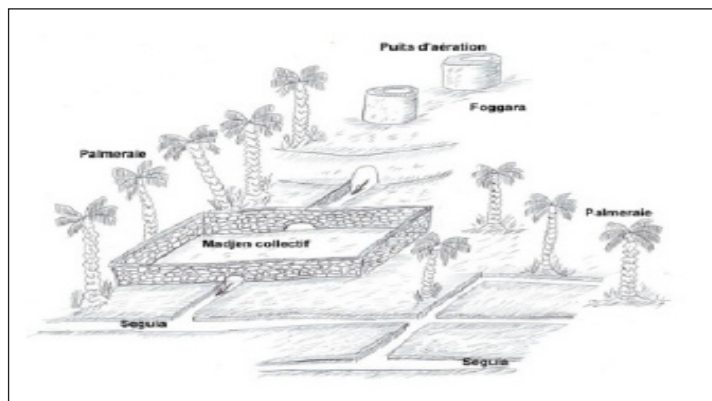 Puits d'aération
Foggara
Palmeraie
Palmeraie
Madjen collectif
Seguia
Seguia